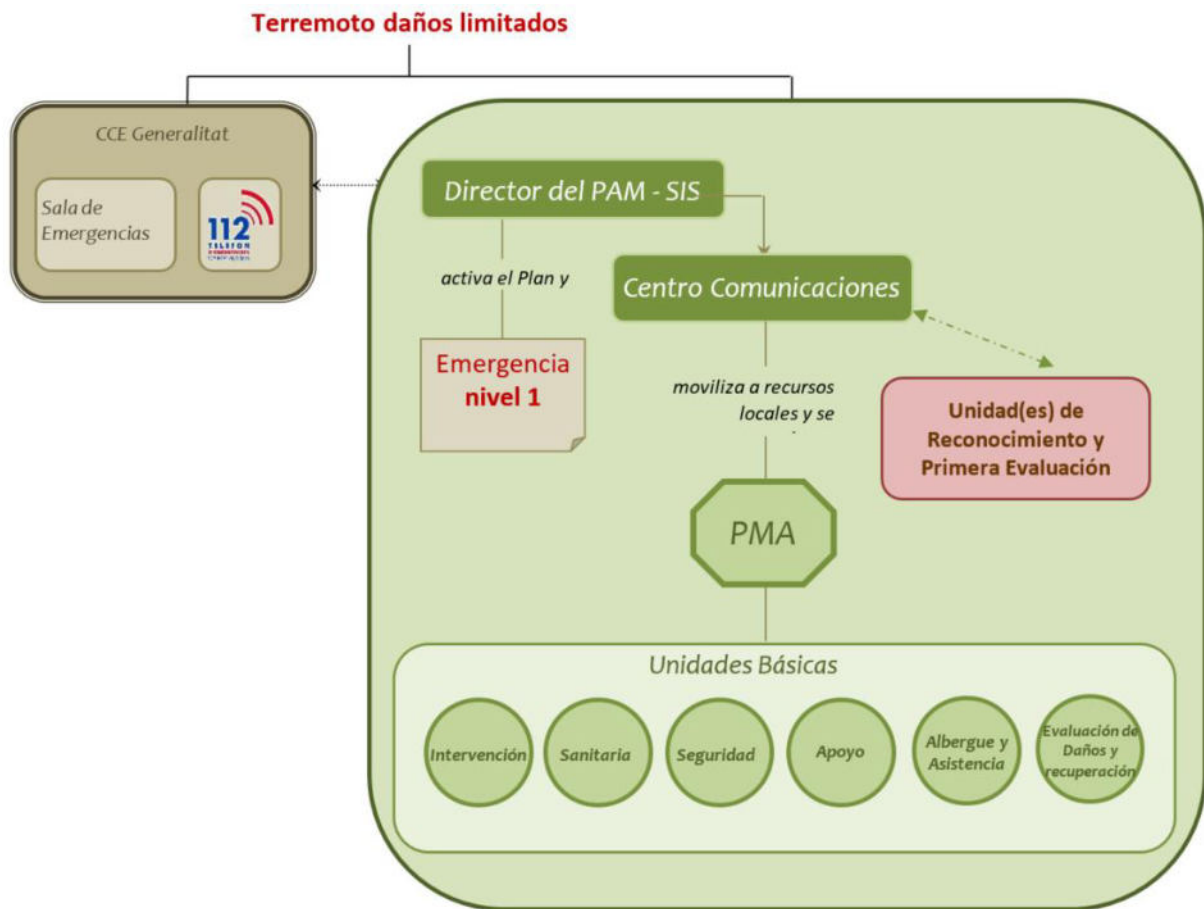 Terremoto daños limitados
CCE Generalitat
Sala de
Emergencias
112
Director del PAM - SIS
activa el Plan y
Centro Comunicaciones
Emergencia
nivel 1
moviliza a recursos
locales y se
Unidad(es) de
Reconocimiento y
Primera Evaluación
PMA
Unidades Básicas
Intervención
Sanitaria
Seguridad
Apoyo
Albergue y
Asistencia
Evaluación de
Daños y
recuperación